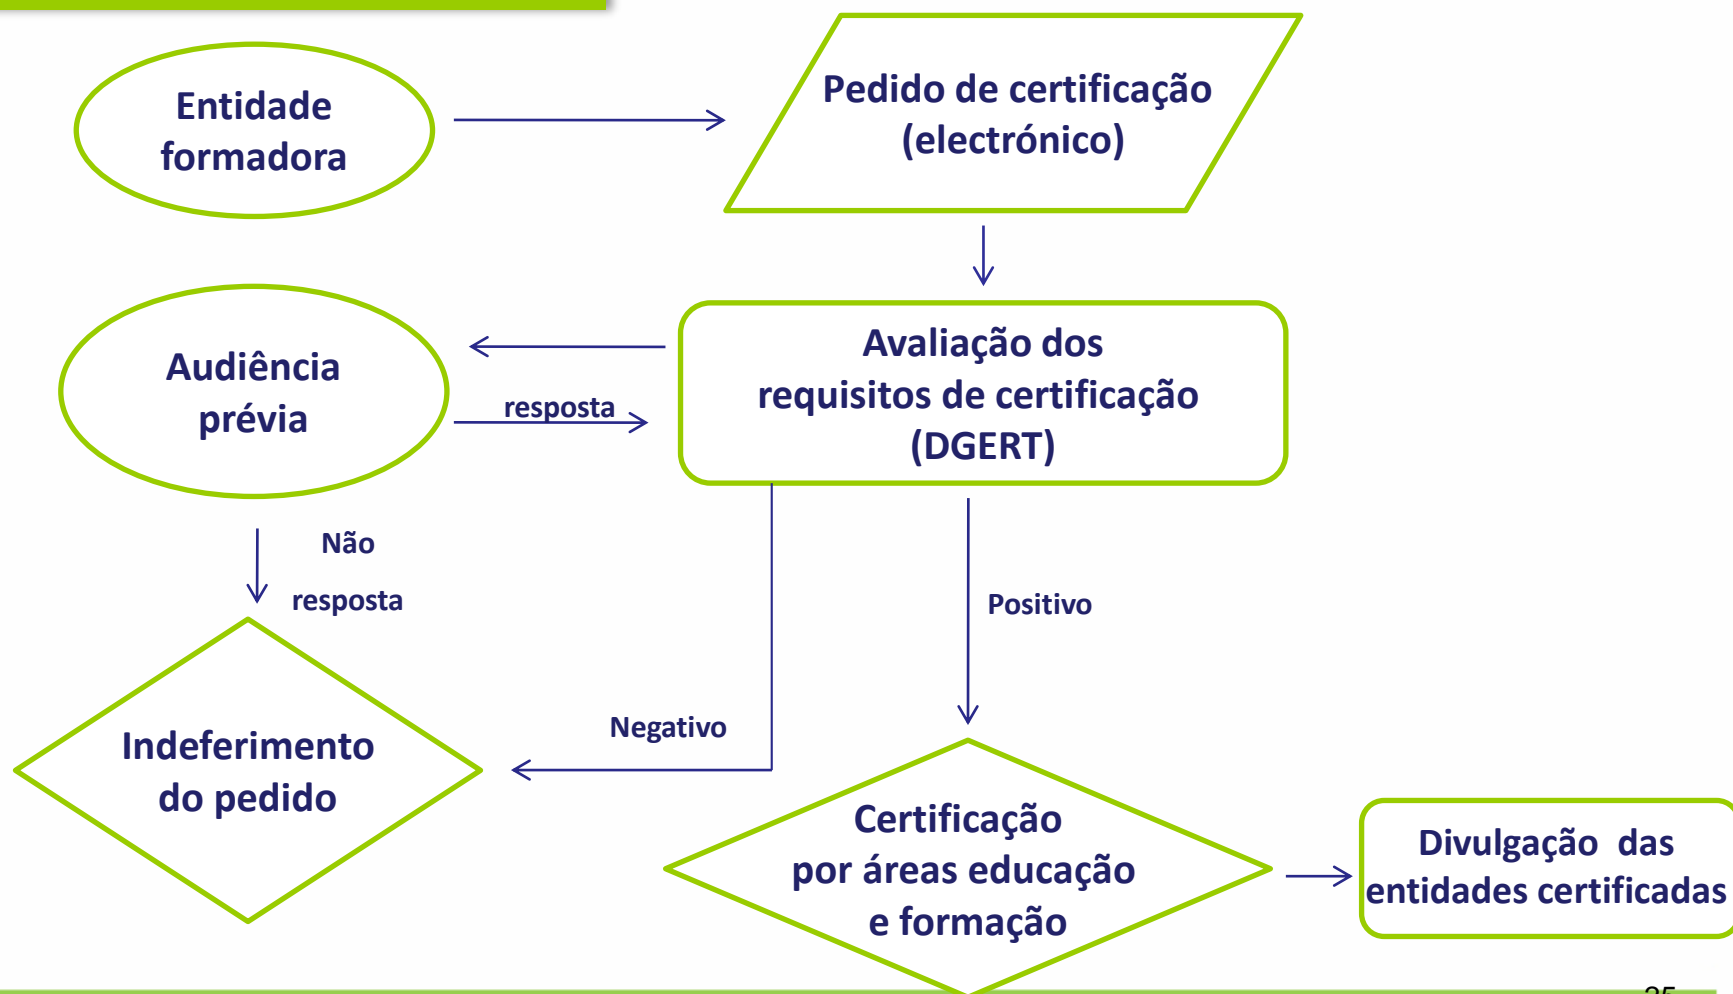 Entidade
formadora
Pedido de certificação
(electrónico)
Audiência
prévia
resposta
Avaliação dos
requisitos de certificação
(DGERT)
Não
resposta
Positivo
Negativo
Indeferimento
do pedido
Certificação
por áreas educação
e formação
Divulgação das
entidades certificadas